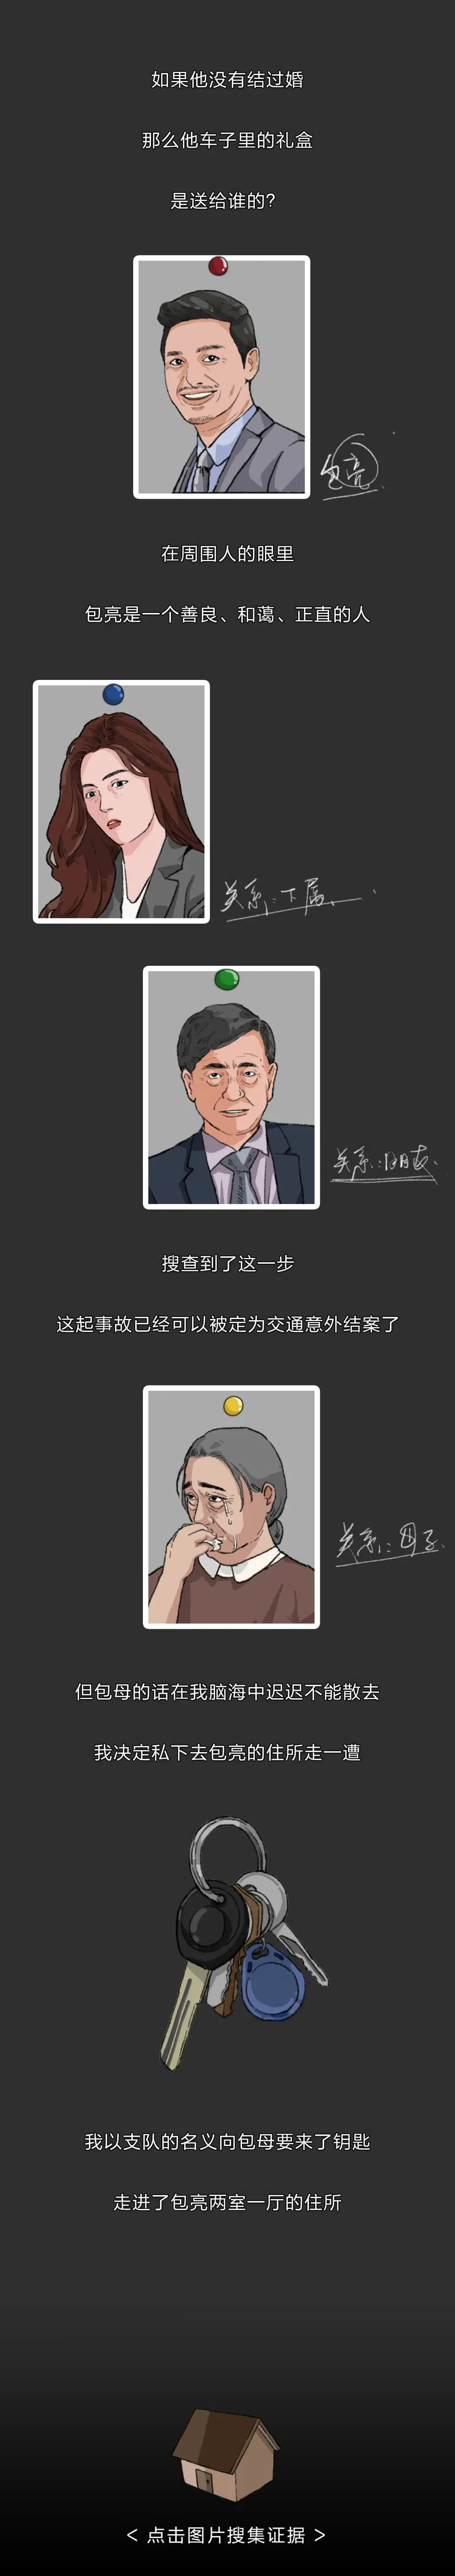 如果他没有结过婚
那么他车子里的礼盒
是送给谁的?
包亮
在周围人的眼里
包亮是一个善良、和蔼、正直的人
关系:下属
关系:朋友
搜查到了这一步
这起事故已经可以被定为交通意外结案了
关系:母子
但包母的话在我脑海中迟迟不能散去
我决定私下去包亮的住所走一遭
我以支队的名义向包母要来了钥匙
走进了包亮两室一厅的住所
< 点击图片搜集证据 >